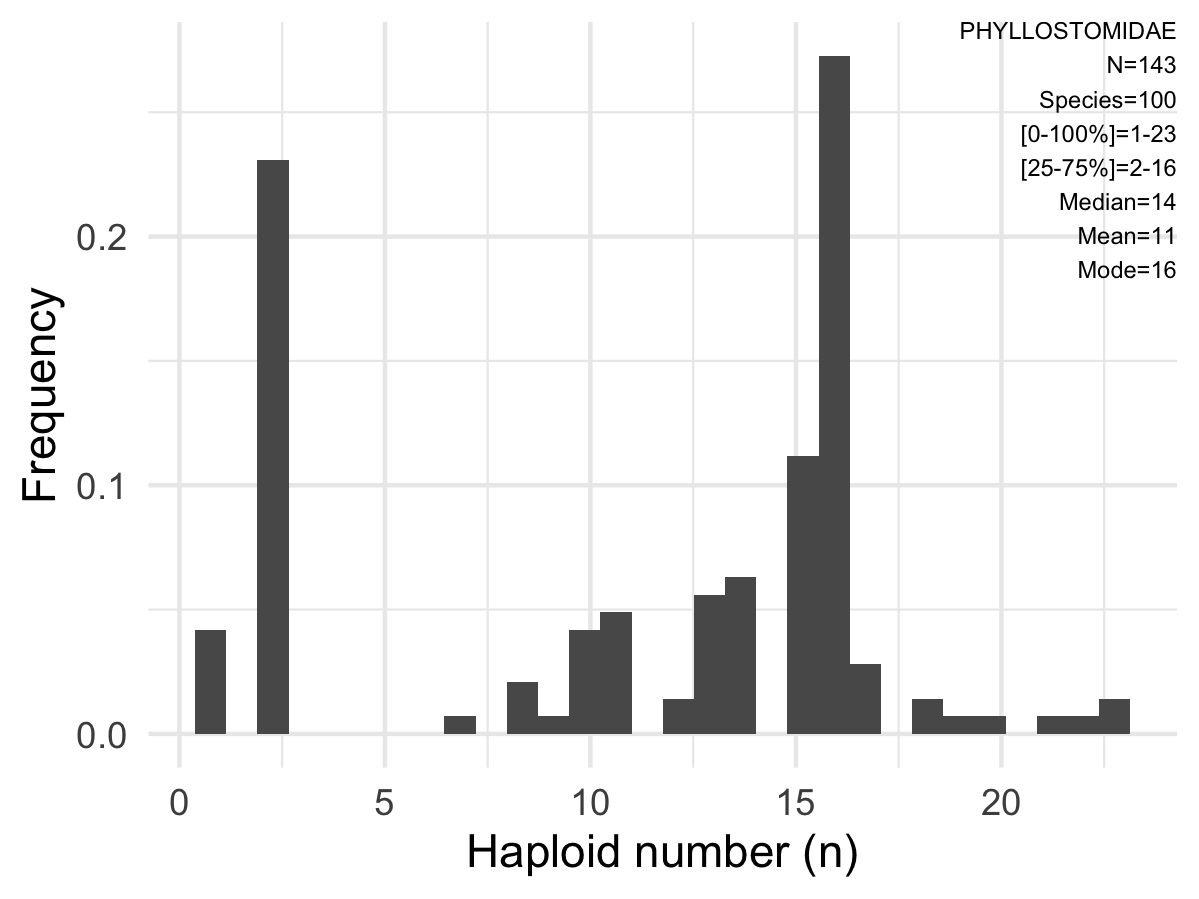 PHYLLOSTOMIDAE
N=143
Species=100
[0-100%]=1-23
[25-75%]=2-16
Median=14
Mean=11
Mode=16
Frequency
0.2
0.1
0.0
0 5 10 15 20
Haploid number (n)